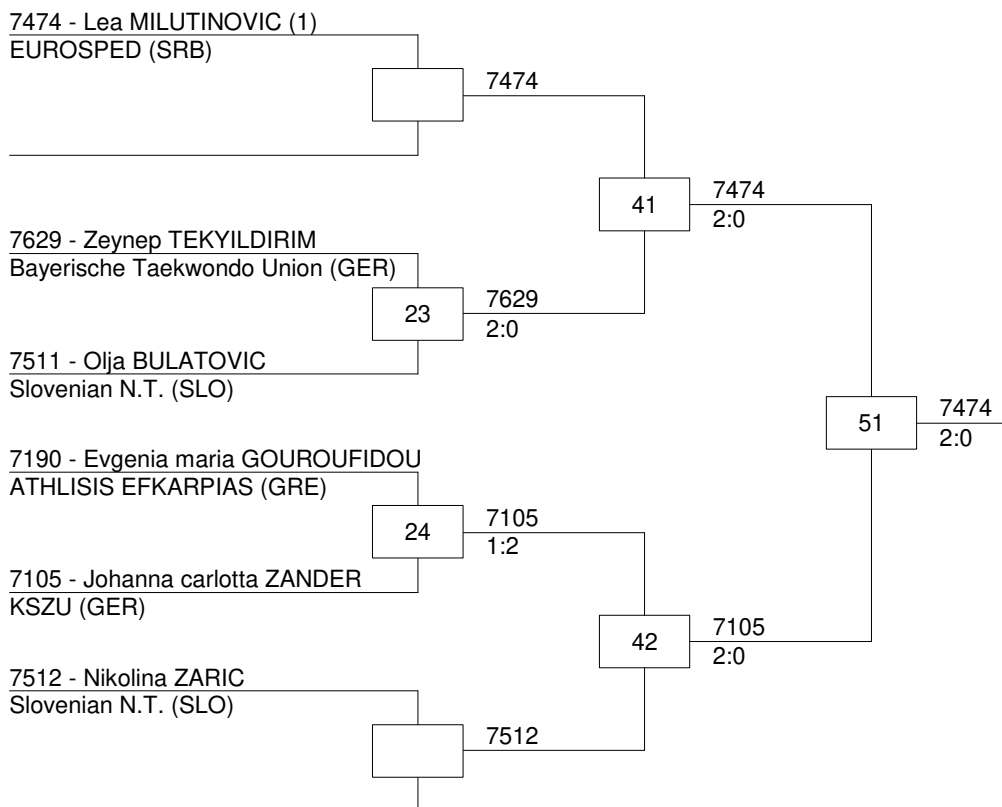 7474 - Lea MILUTINOVIC (1)
EUROSPED (SRB)
7474
41
7474
2:0
7629 - Zeynep TEKYILDIRIM
Bayerische Taekwondo Union (GER)
23
7629
2:0
7511 - Olja BULATOVIC
Slovenian N.T. (SLO)
51
7474
2:0
7190 - Evgenia maria GOUROUFIDOU
ATHLISIS EFKARPIAS (GRE)
24
7105
1:2
7105 - Johanna carlotta ZANDER
KSZU (GER)
42
7105
2:0
7512 - Nikolina ZARIC
Slovenian N.T. (SLO)
7512